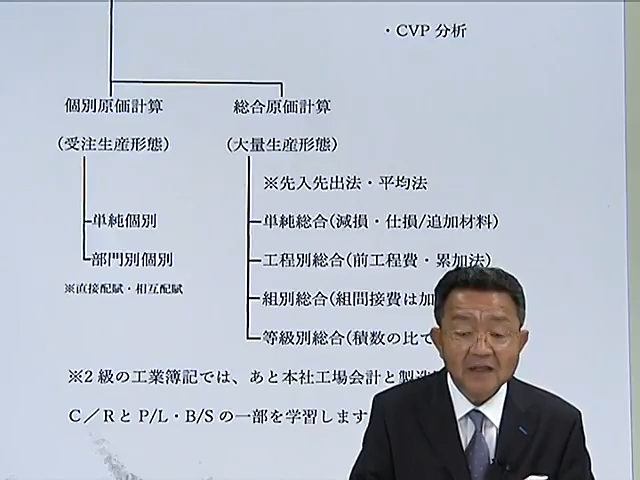 ・CVP 分析
個別原価計算 総合原価計算
(受注生産形態) (大量生産形態)
※先入先出法・平均法
単純個別 単純総合(減損・仕損/追加材料)
部門別個別 工程別総合(前工程費・累加法)
※直接配賦・相互配賦 組別総合(組間接費は加
等級別総合(積数の比で
※2 級の工業簿記では、あと本社工場会計と製造
C／RとP/L・B/Sの一部を学習します